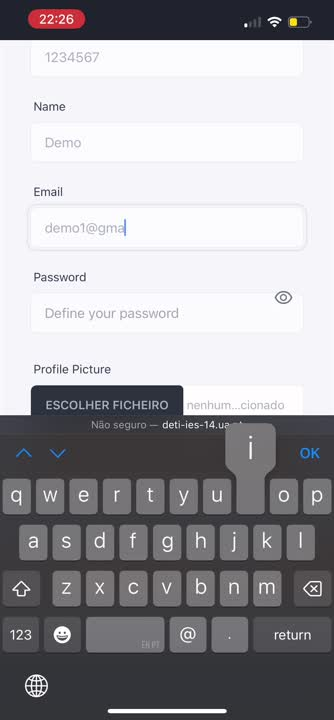 22:26
1234567
Name
Demo
Email
demo1@gma
Password
Define your password
Profile Picture
ESCOLHER FICHEIRO nenhum...cionado
Não seguro — deti-ies-14.ua
i
OK
q w e r t y u o p
a s d f g h j k l
z x c v b n m
123 EN PT @ . return